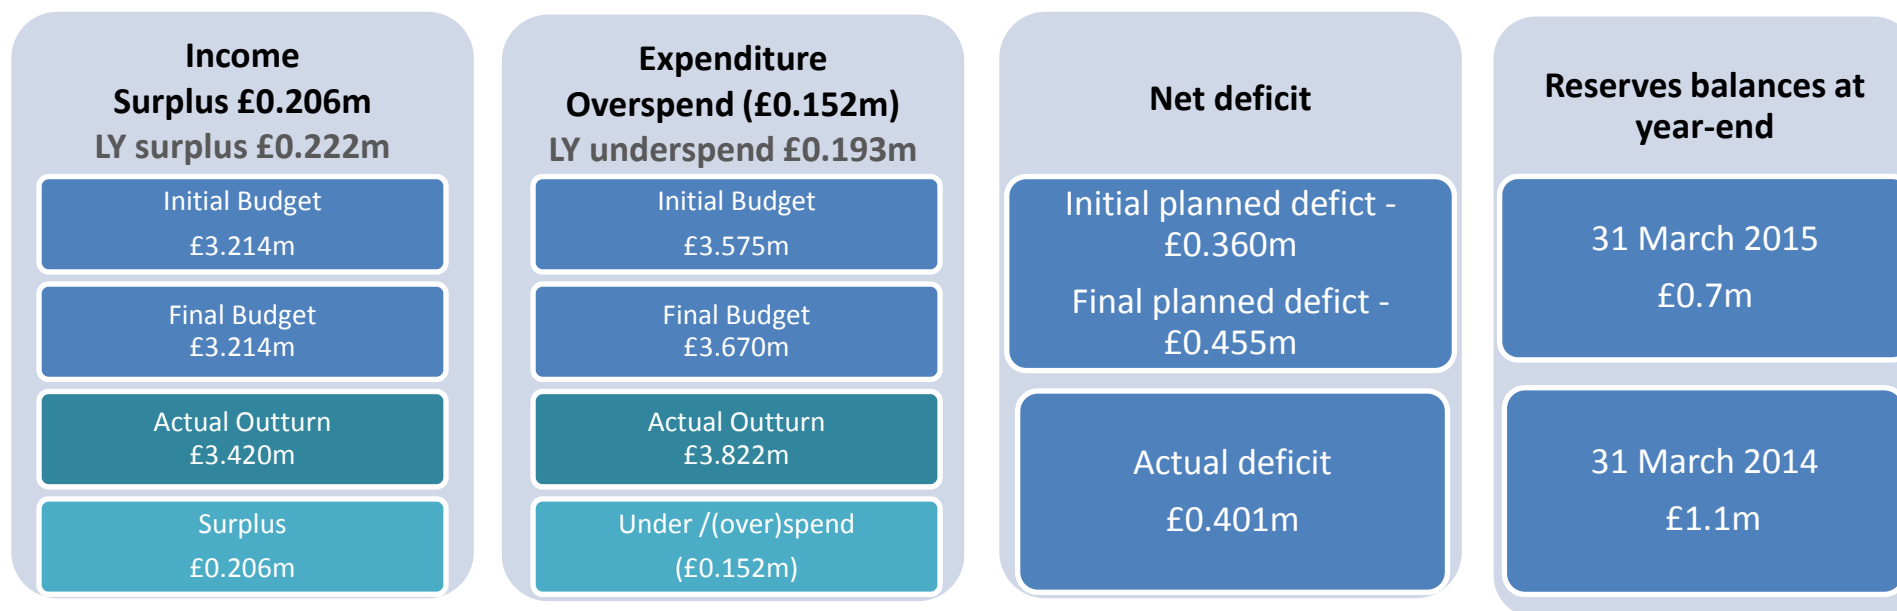 Income
Surplus £0.206m
LY surplus £0.222m
Initial Budget
£3.214m
Final Budget
£3.214m
Actual Outturn
£3.420m
Surplus
£0.206m
Expenditure
Overspend (£0.152m)
LY underspend £0.193m
Initial Budget
£3.575m
Final Budget
£3.670m
Actual Outturn
£3.822m
Under /(over)spend
(£0.152m)
Net deficit
Initial planned defict -
£0.360m
Final planned defict -
£0.455m
Actual deficit
£0.401m
Reserves balances at
year-end
31 March 2015
£0.7m
31 March 2014
£1.1m